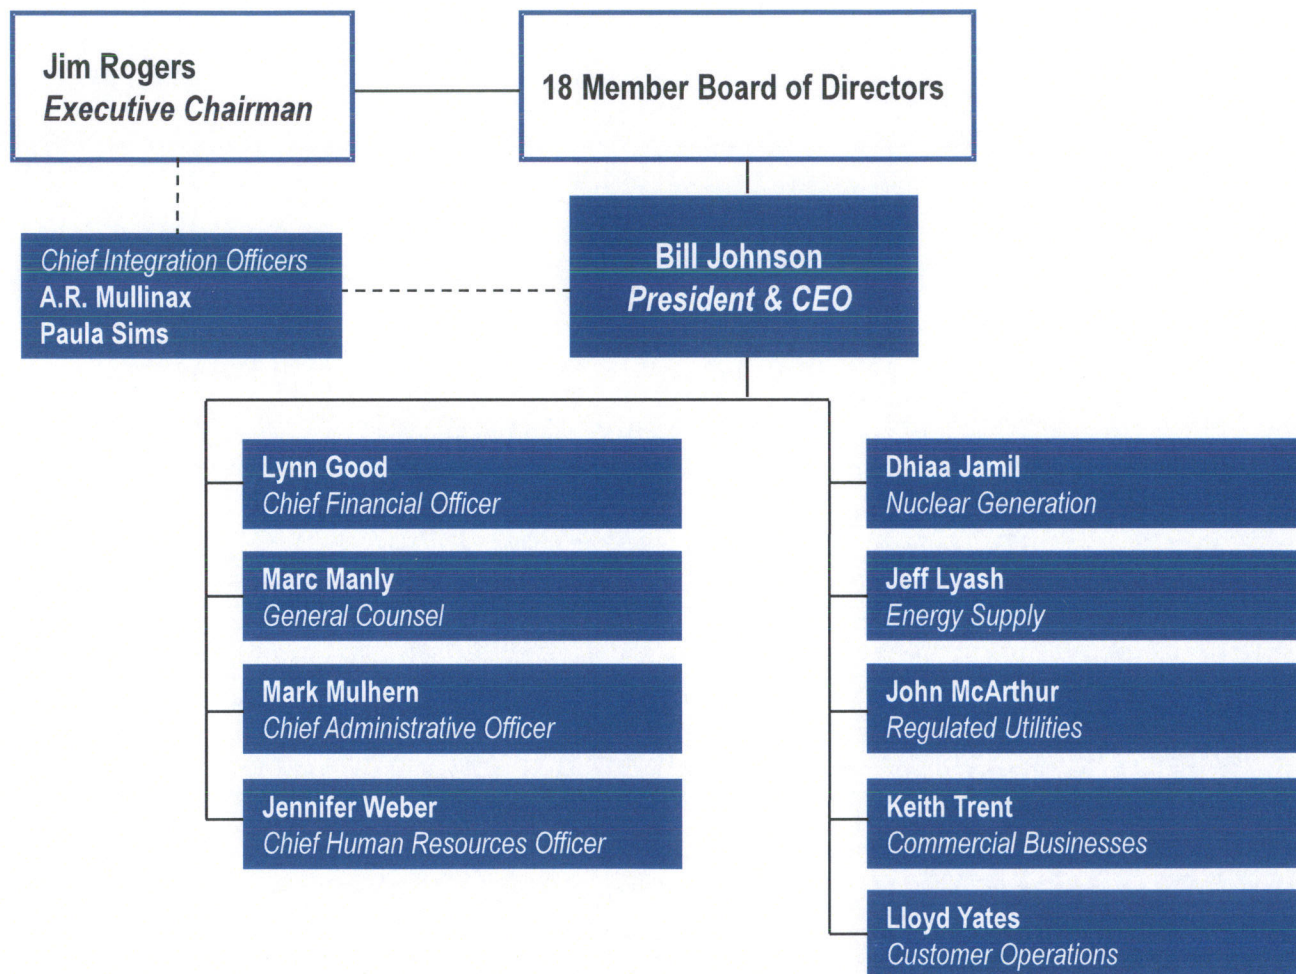 Jim Rogers
Executive Chairman
18 Member Board of Directors
Chief Integration Officers
A.R. Mullinax
Paula Sims
Bill Johnson
President & CEO
Lynn Good
Chief Financial Officer
Marc Manly
General Counsel
Mark Mulhern
Chief Administrative Officer
Jennifer Weber
Chief Human Resources Officer
Dhiaa Jamil
Nuclear Generation
Jeff Lyash
Energy Supply
John McArthur
Regulated Utilities
Keith Trent
Commercial Businesses
Lloyd Yates
Customer Operations